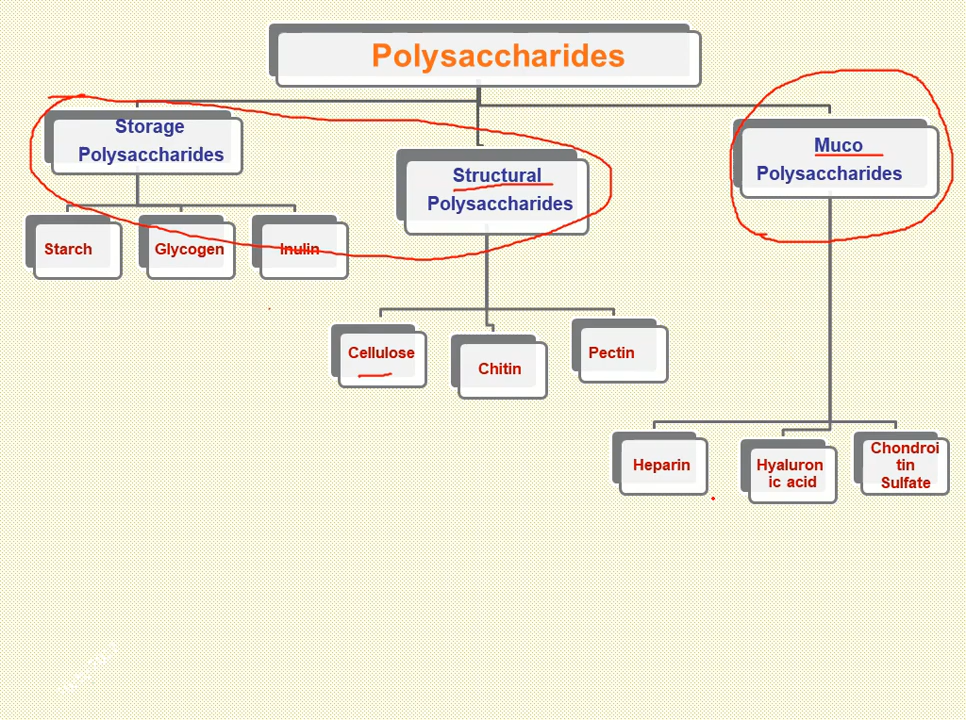 Polysaccharides
Storage
Polysaccharides
Structural
Polysaccharides
Muco
Polysaccharides
Starch
Glycogen
Inulin
Cellulose
Chitin
Pectin
Heparin
Hyaluron
ic acid
Chondroi
tin
Sulfate